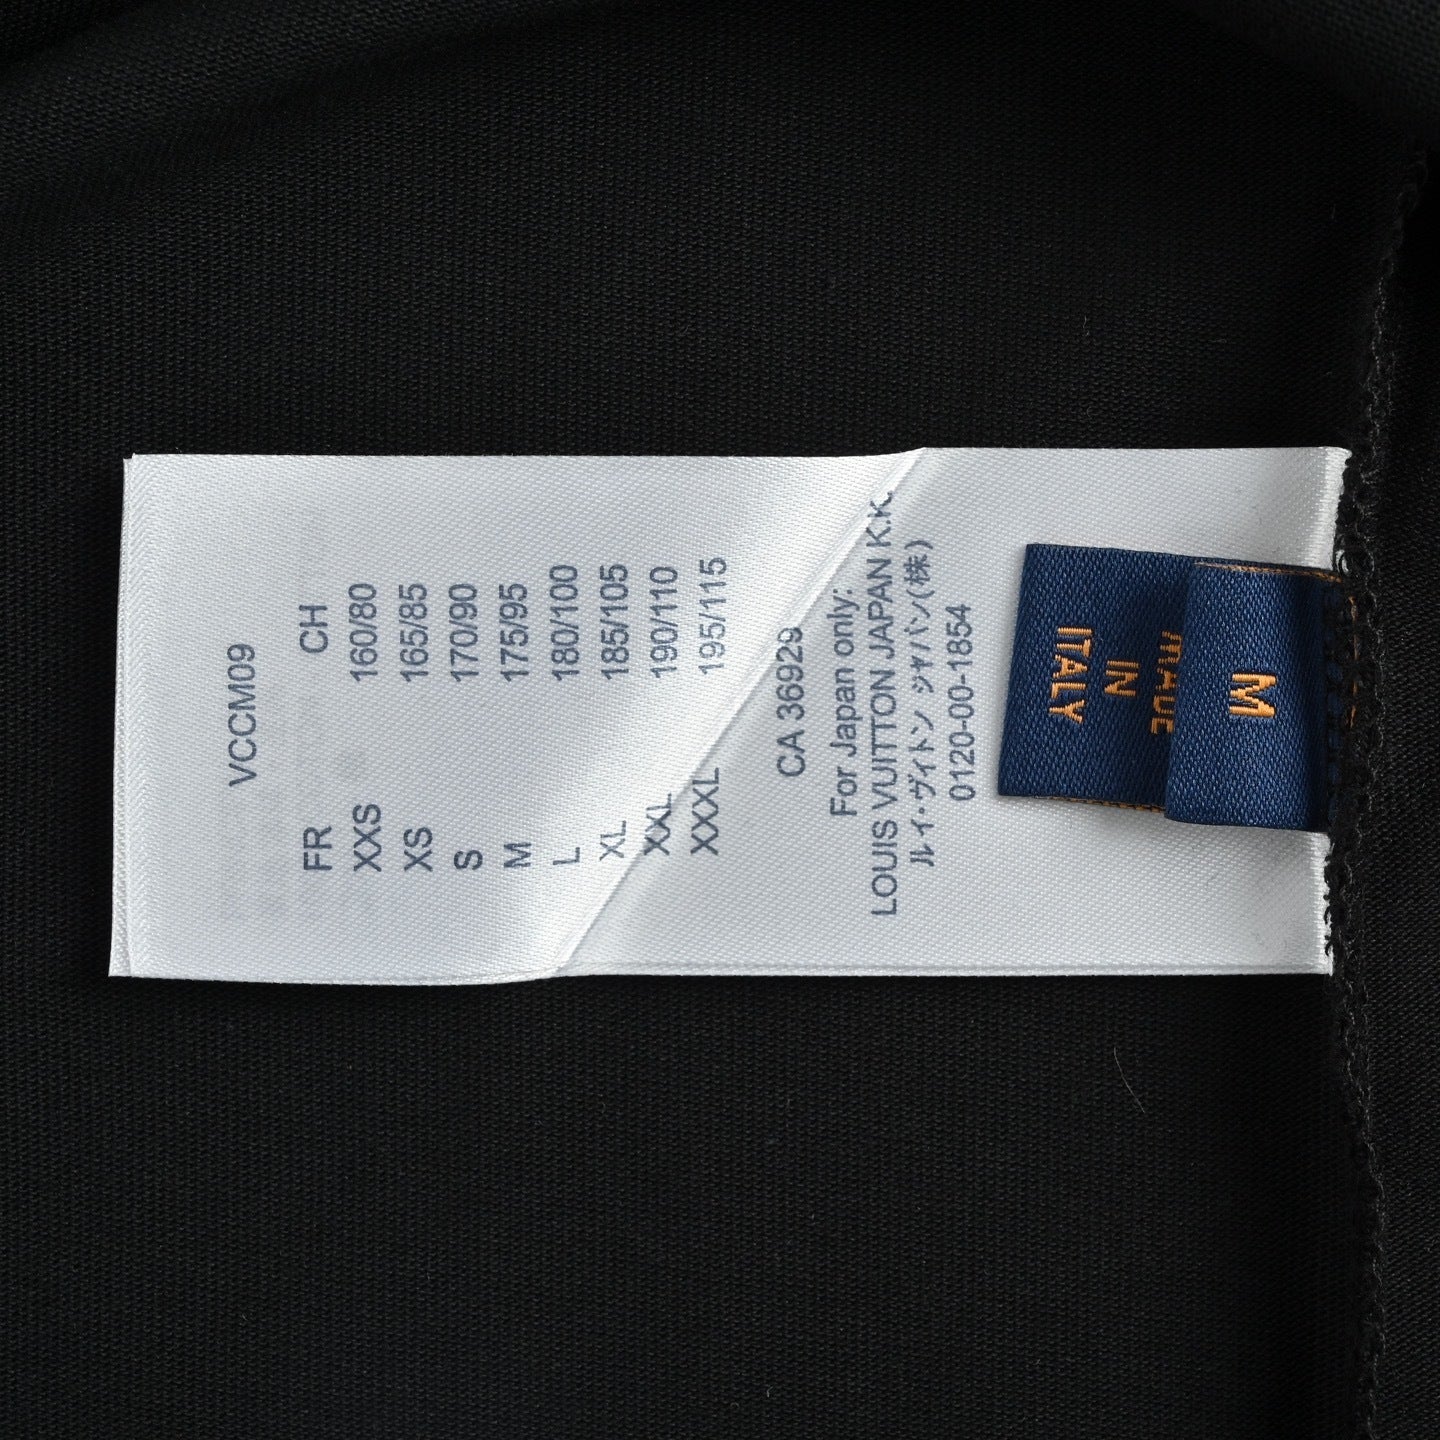 VCCM09
FR CH
XXS 160/80
XS 165/85
S 170/90
M 175/95
L 180/100
XL 185/105
XXL 190/110
XXXL 195/115
CA 36929
For Japan only:
LOUIS VUITTON JAPAN K.K.
ルイ・ヴィトン ジャパン(株)
0120-00-1854
M
MADE
IN
ITALY